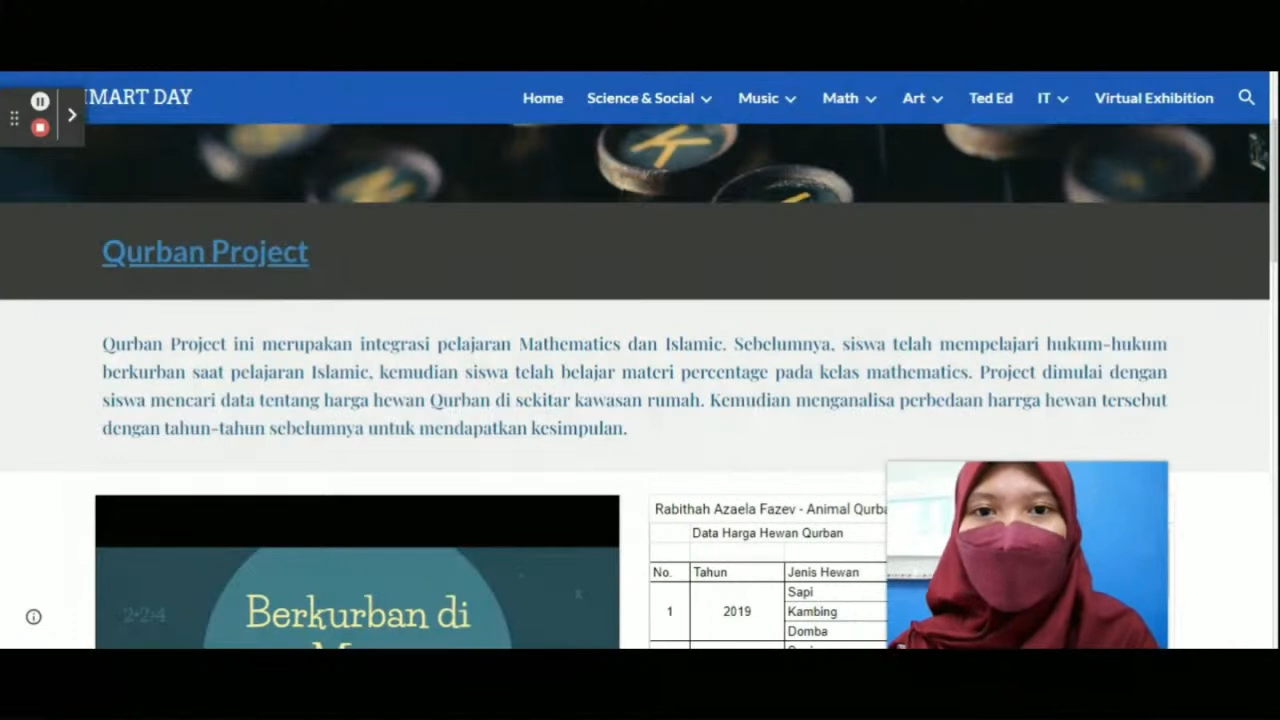 IMART DAY
Home Science & Social Music Math Art Ted Ed IT Virtual Exhibition
K
Qurban Project
Qurban Project ini merupakan integrasi pelajaran Mathematics dan Islamic. Sebelumnya, siswa telah mempelajari hukum-hukum
berkurban saat pelajaran Islamic, kemudian siswa telah belajar materi percentage pada kelas mathematics. Project dimulai dengan
siswa mencari data tentang harga hewan Qurban di sekitar kawasan rumah. Kemudian menganalisa perbedaan harrga hewan tersebut
dengan tahun-tahun sebelumnya untuk mendapatkan kesimpulan.
2+2=4
Berkurban di
Rabithah Azaela Fazev - Animal Qurba
Data Harga Hewan Qurban
No. Tahun Jenis Hewan
Sapi
1 2019 Kambing
Domba